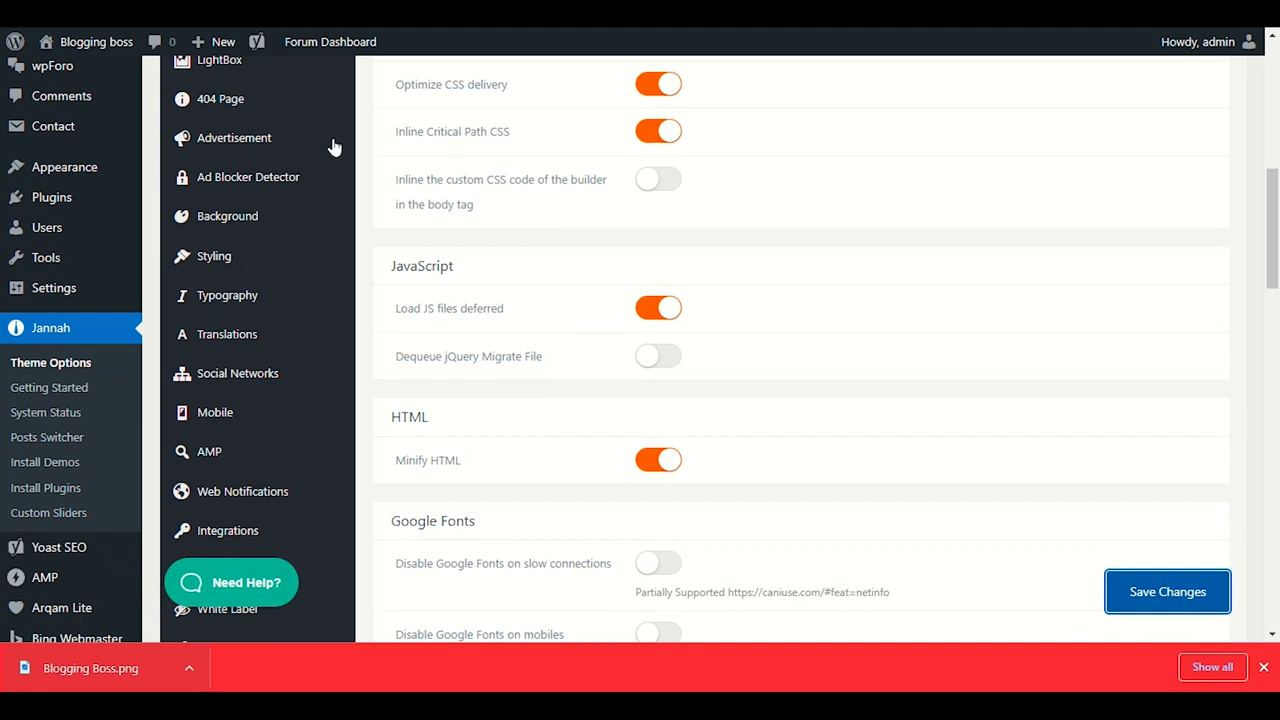 Blogging boss 0 New Forum Dashboard Howdy, admin
wpForo
Comments
Contact
Appearance
Plugins
Users
Tools
Settings
Jannah
Theme Options
Getting Started
System Status
Posts Switcher
Install Demos
Install Plugins
Custom Sliders
Yoast SEO
AMP
Arqam Lite
Bing Webmaster
LightBox
404 Page
Advertisement
Ad Blocker Detector
Background
Styling
Typography
Translations
Social Networks
Mobile
AMP
Web Notifications
Integrations
Need Help?
White Label
Optimize CSS delivery
Inline Critical Path CSS
Inline the custom CSS code of the builder
in the body tag
JavaScript
Load JS files deferred
Dequeue jQuery Migrate File
HTML
Minify HTML
Google Fonts
Disable Google Fonts on slow connections
Partially Supported https://caniuse.com/#feat=netinfo
Disable Google Fonts on mobiles
Save Changes
Blogging Boss.png
Show all